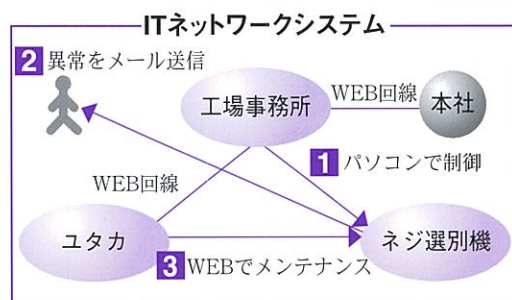 ITネットワークシステム
2 異常をメール送信
工場事務所
WEB回線
本社
1 パソコンで制御
WEB回線
ユタカ
ネジ選別機
3 WEBでメンテナンス